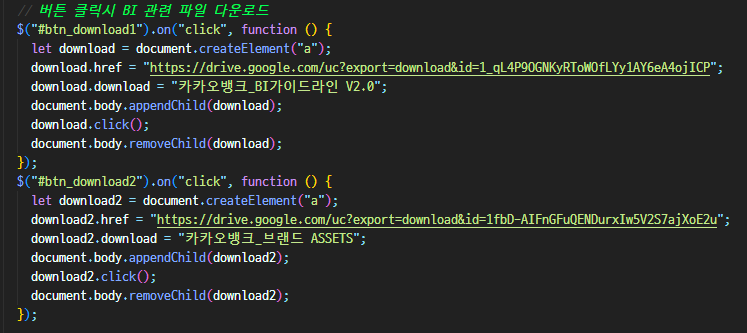 // 버튼 클릭시 BI 관련 파일 다운로드
$("#btn_download1").on("click", function () {
let download = document.createElement("a");
download.href = "https://drive.google.com/uc?export=download&id=1_qL4P9OGNKyRToWOfLYy1AY6eA4ojICP";
download.download = "카카오뱅크_BI가이드라인 V2.0";
document.body.appendChild(download);
download.click();
document.body.removeChild(download);
});
$("#btn_download2").on("click", function () {
let download2 = document.createElement("a");
download2.href = "https://drive.google.com/uc?export=download&id=1fbD-AIFnGFuQENDurxIw5V2S7ajXoE2u";
download2.download = "카카오뱅크_브랜드 ASSETS";
document.body.appendChild(download2);
download2.click();
document.body.removeChild(download2);
});